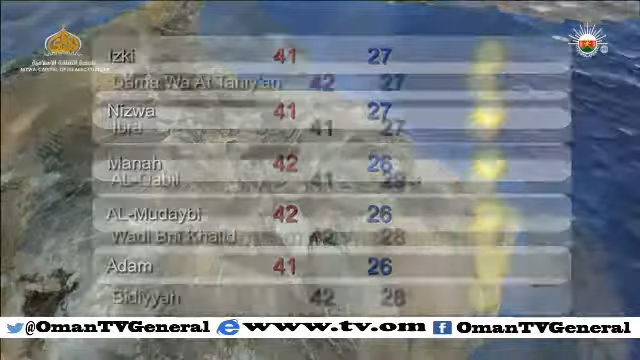 Izki 41 27
Dama Wa At Taniy'an 42 27
Nizwa 41 27
Ibra 41 27
Manah 42 26
AL-Qabil 41
AL-Mudaybi 42 26
Wadi Bni Khalid 42 28
Adam 41 26
Bidiyyah 42 28
@OmanTVGeneral www.tv.om OmanTVGeneral